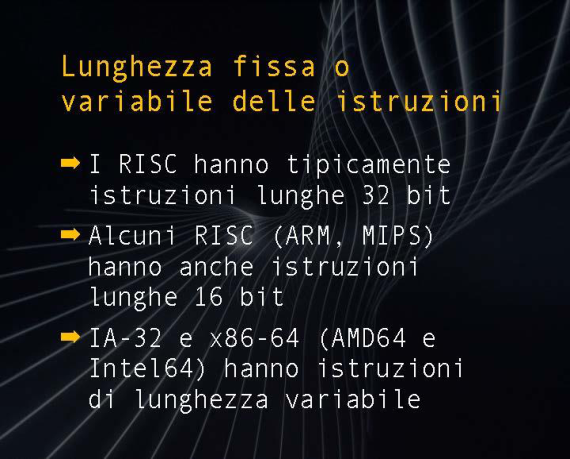 Lunghezza fissa o
variabile delle istruzioni
➡ I RISC hanno tipicamente
istruzioni lunghe 32 bit
➡ Alcuni RISC (ARM, MIPS)
hanno anche istruzioni
lunghe 16 bit
➡ IA-32 e x86-64 (AMD64 e
Intel64) hanno istruzioni
di lunghezza variabile